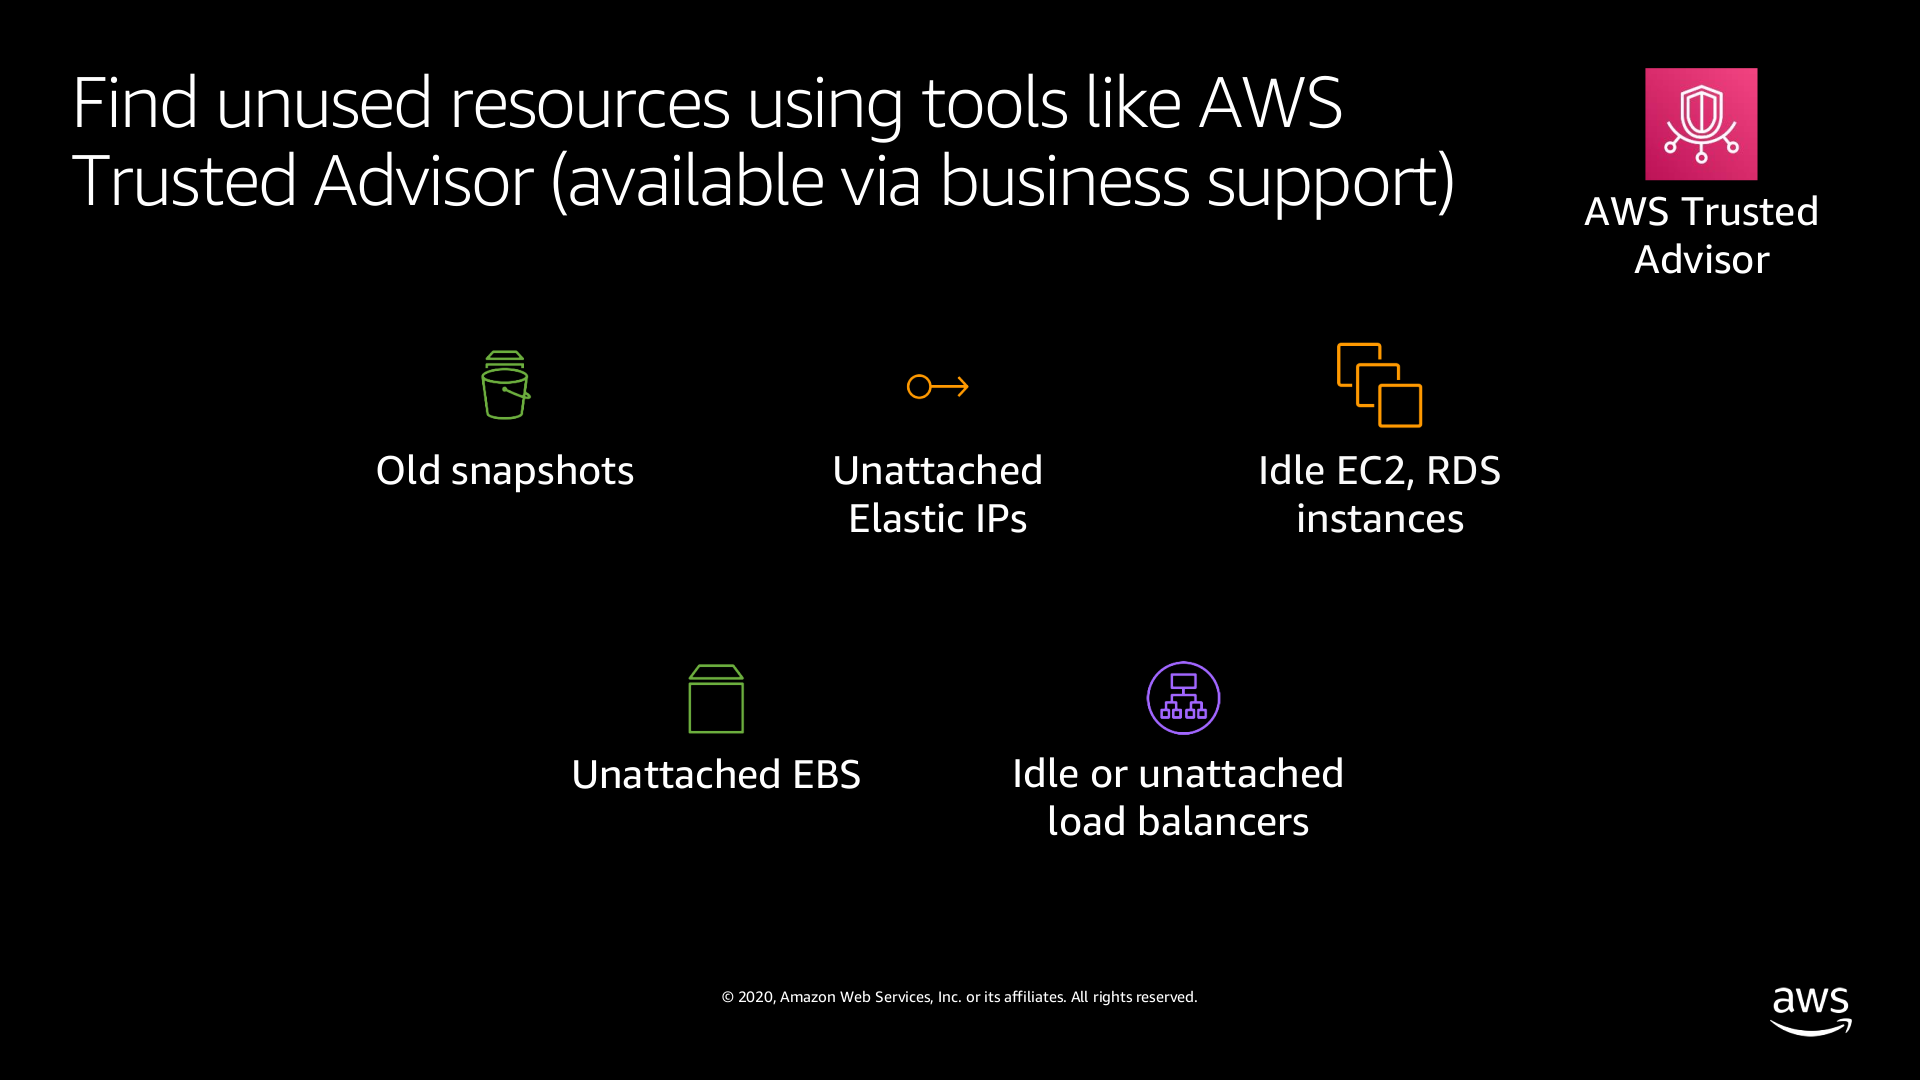 Find unused resources using tools like AWS
Trusted Advisor (available via business support)
AWS Trusted
Advisor
Old snapshots
Unattached
Elastic IPs
Idle EC2, RDS
instances
Unattached EBS
Idle or unattached
load balancers
© 2020, Amazon Web Services, Inc. or its affiliates. All rights reserved.
aws